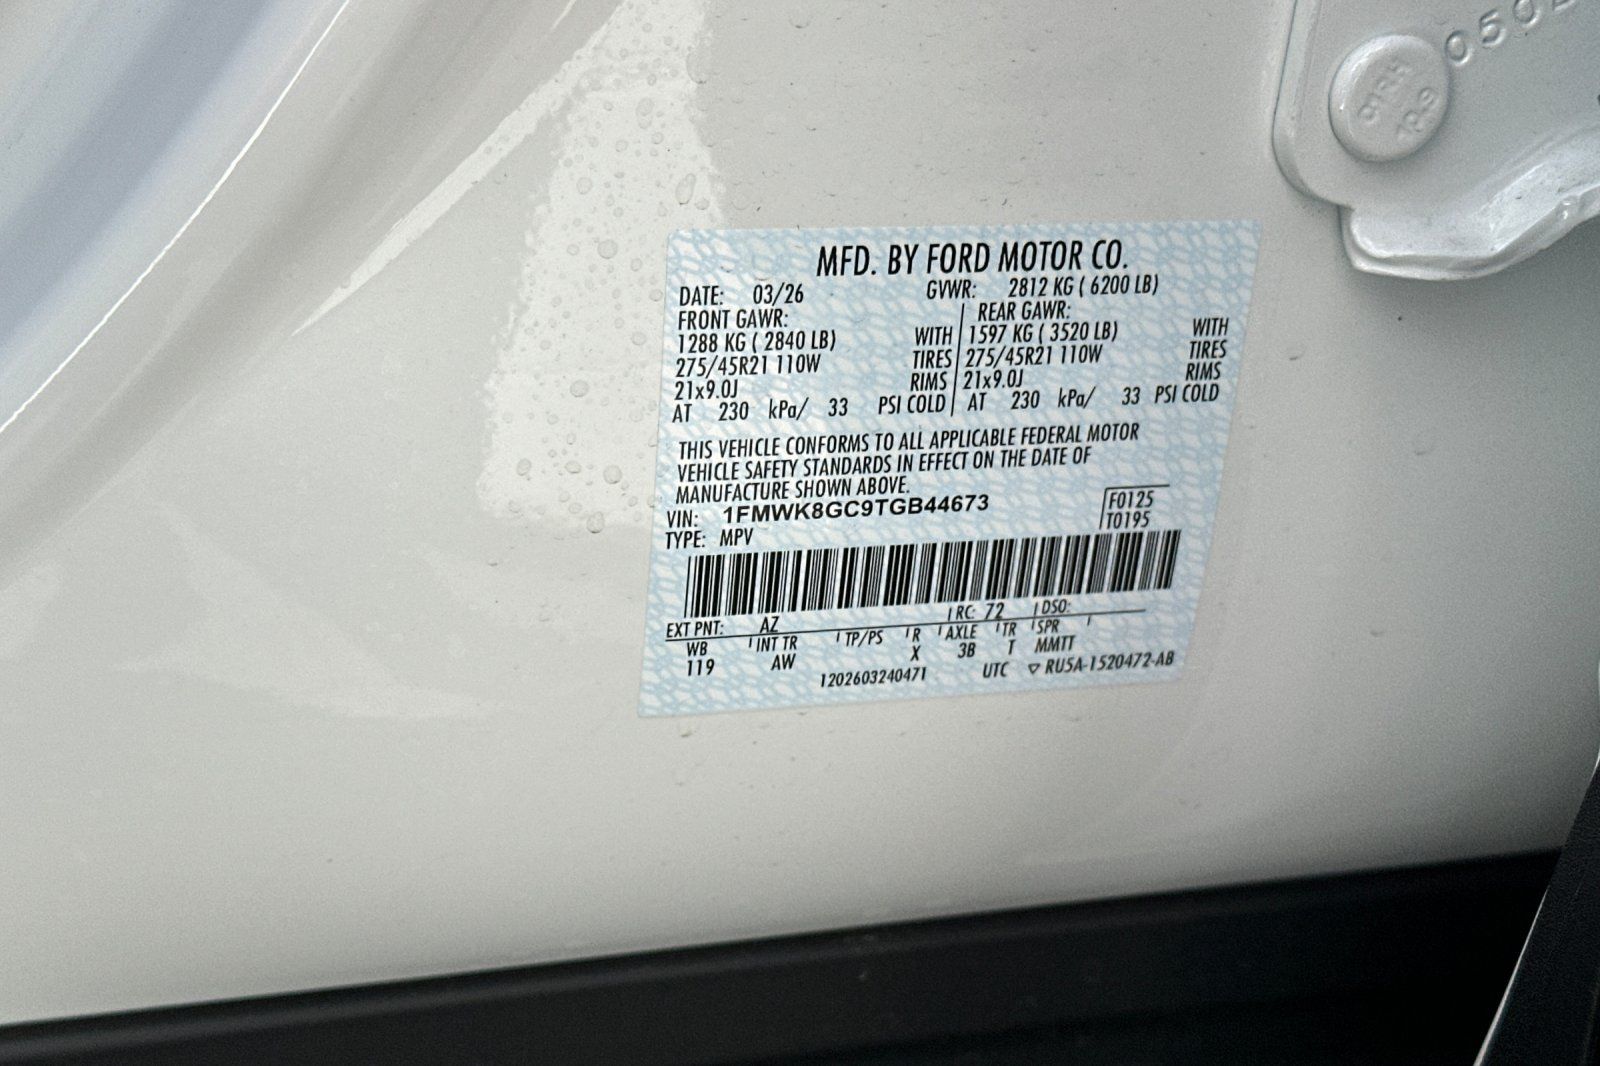 050
MFD. BY FORD MOTOR CO.
DATE: 03/26 GVWR: 2812 KG ( 6200 LB)
FRONT GAWR: REAR GAWR:
1288 KG ( 2840 LB) WITH 1597 KG ( 3520 LB) WITH
275/45R21 110W TIRES 275/45R21 110W TIRES
21x9.0J RIMS 21x9.0J RIMS
AT 230 kPa/ 33 PSI COLD AT 230 kPa/ 33 PSI COLD
THIS VEHICLE CONFORMS TO ALL APPLICABLE FEDERAL MOTOR
VEHICLE SAFETY STANDARDS IN EFFECT ON THE DATE OF
MANUFACTURE SHOWN ABOVE.
VIN: 1FMWK8GC9TGB44673 F0125
TYPE: MPV T0195
EXT PNT: AZ RC: 72 DSO:
WB INT TR TP/PS R AXLE TR SPR
119 AW X 3B T MMTT
1202603240471 UTC ▽ RU5A-1520472-AB